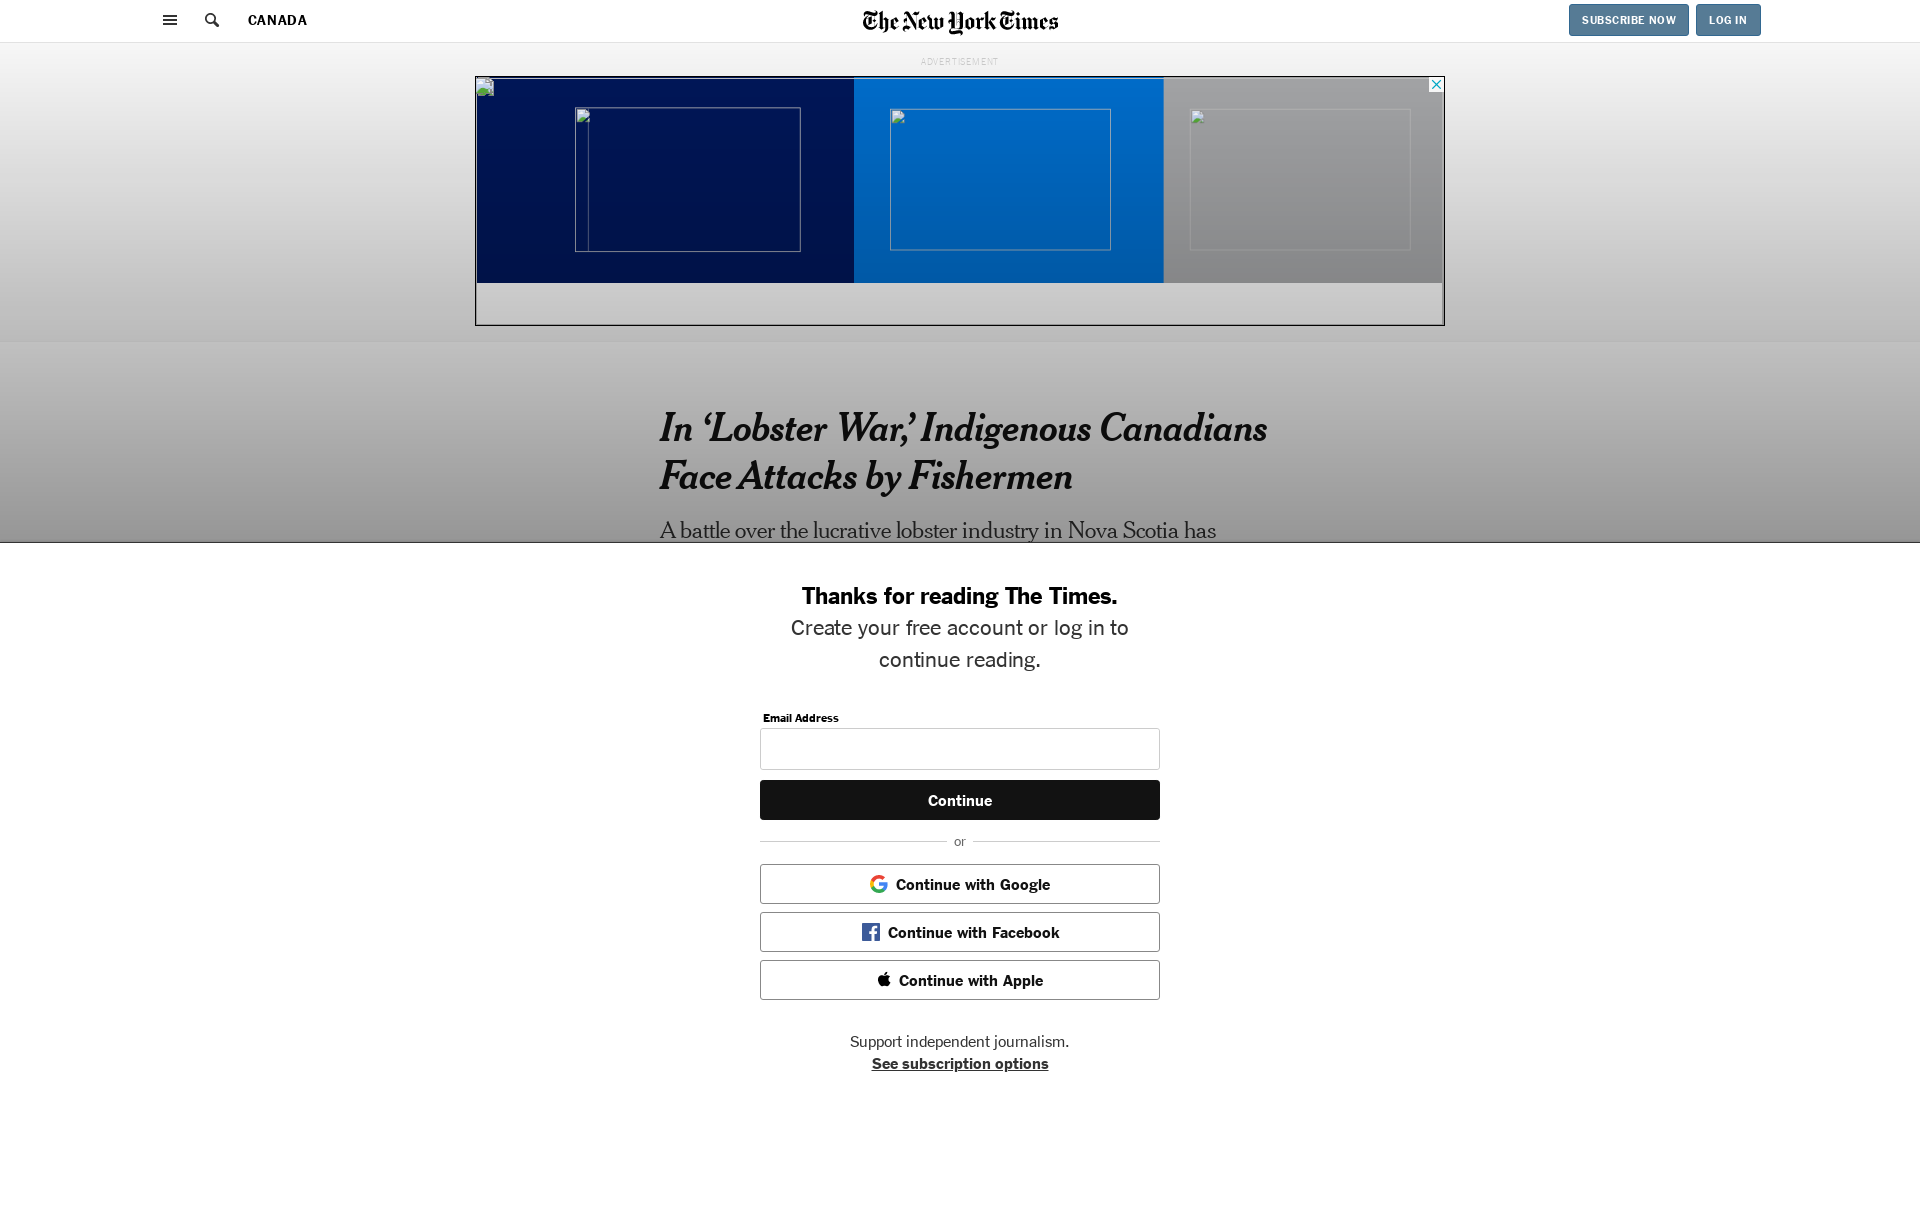 CANADA
The New York Times
SUBSCRIBE NOW
LOG IN
ADVERTISEMENT
In ‘Lobster War,’ Indigenous Canadians
Face Attacks by Fishermen
A battle over the lucrative lobster industry in Nova Scotia has
Thanks for reading The Times.
Create your free account or log in to
continue reading.
Email Address
Continue
or
Continue with Google
Continue with Facebook
Continue with Apple
Support independent journalism.
See subscription options